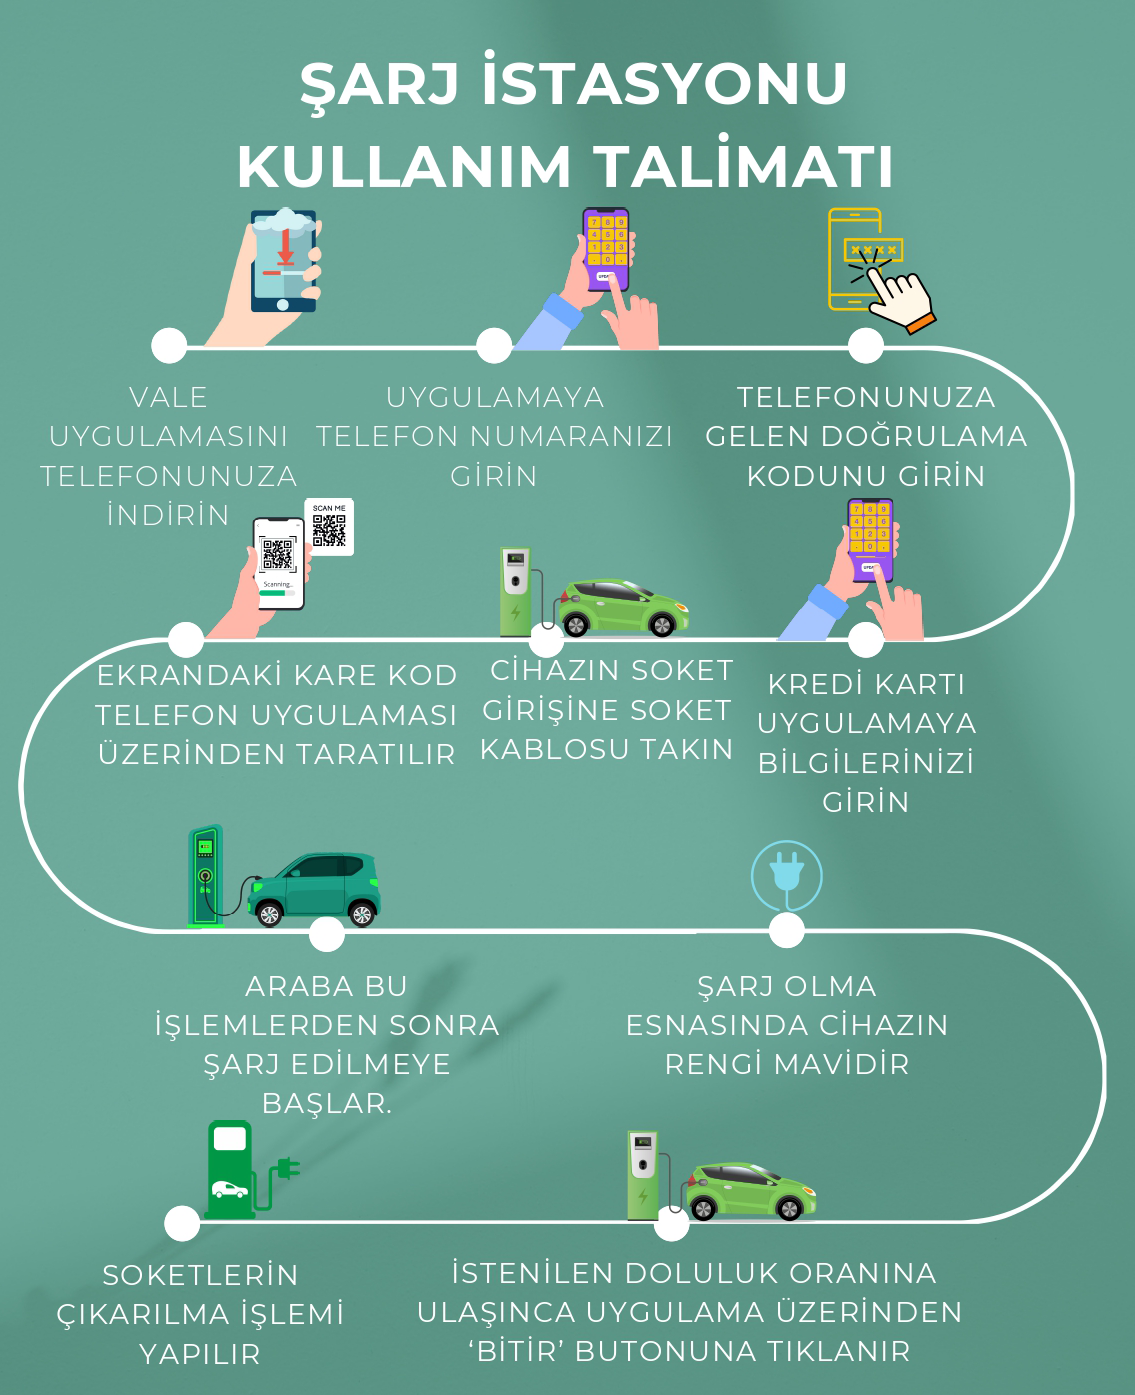 ŞARJ İSTASYONU
KULLANIM TALİMATI
VALE
UYGULAMASINI
TELEFONUNUZA
İNDİRİN
UYGULAMAYA
TELEFON NUMARANIZI
GİRİN
TELEFONUNUZA
GELEN DOĞRULAMA
KODUNU GİRİN
KREDİ KARTI
UYGULAMAYA
BİLGİLERİNİZİ
GİRİN
CİHAZIN SOKET
GİRİŞİNE SOKET
KABLOSU TAKIN
SCAN ME
Scanning...
EKRANDAKİ KARE KOD
TELEFON UYGULAMASI
ÜZERİNDEN TARATILIR
ARABA BU
İŞLEMLERDEN SONRA
ŞARJ EDİLMEYE
BAŞLAR.
ŞARJ OLMA
ESNASINDA CİHAZIN
RENGİ MAVİDİR
İSTENİLEN DOLULUK ORANINA
ULAŞINCA UYGULAMA ÜZERİNDEN
‘BİTİR’ BUTONUNA TIKLANIR
SOKETLERİN
ÇIKARILMA İŞLEMİ
YAPILIR